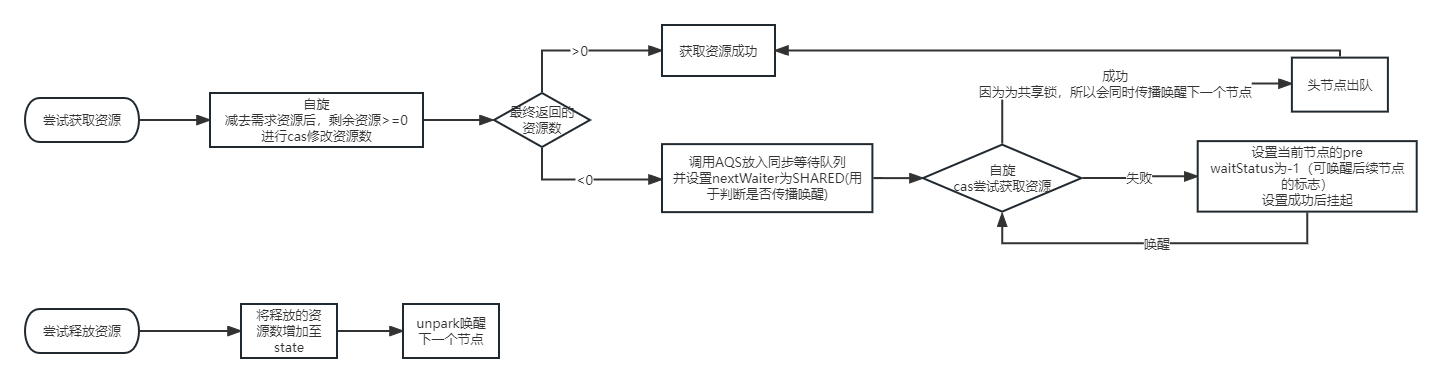 尝试获取资源
自旋
减去需求资源后，剩余资源>=0
进行cas修改资源数
最终返回的
资源数
>0
获取资源成功
<0
调用AQS放入同步等待队列
并设置nextWaiter为SHARED(用
于判断是否传播唤醒)
自旋
cas尝试获取资源
成功
因为为共享锁，所以会同时传播唤醒下一个节点
头节点出队
失败
设置当前节点的pre
waitStatus为-1（可唤醒后续节点
的标志）
设置成功后挂起
唤醒
尝试释放资源
将释放的资
源数增加至
state
unpark唤醒
下一个节点